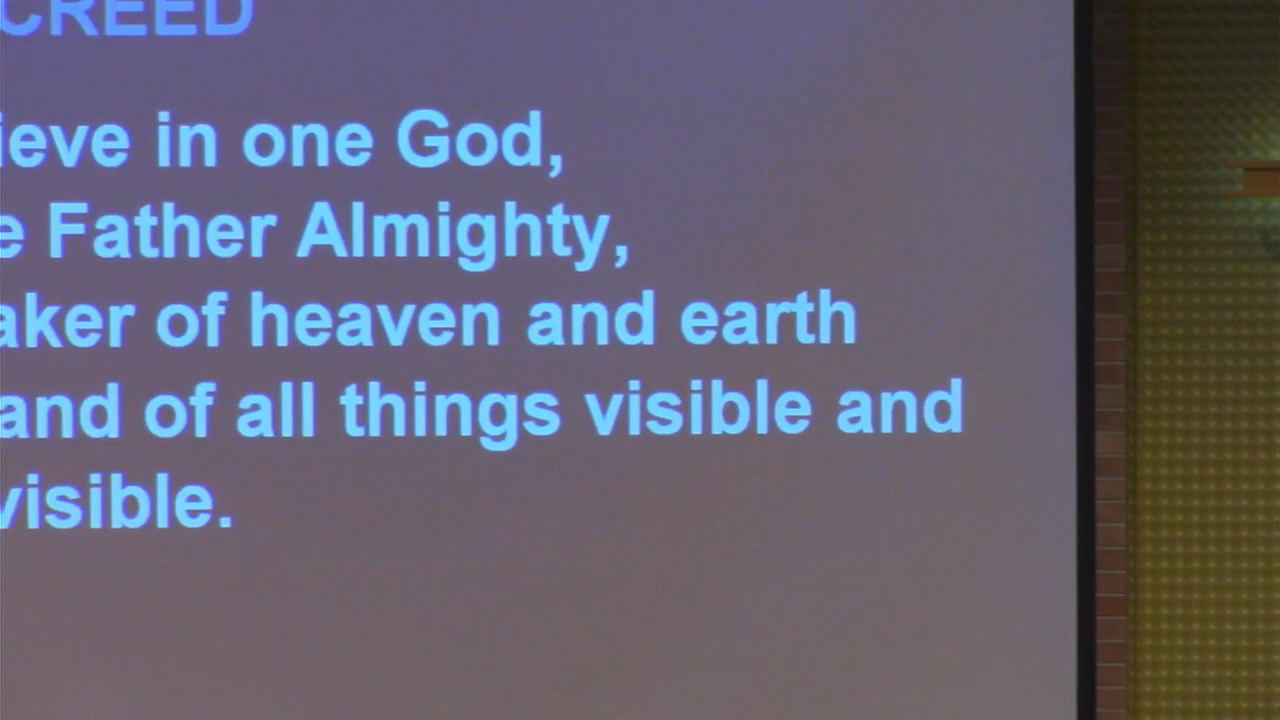 CREED
ieve in one God,
e Father Almighty,
aker of heaven and earth
and of all things visible and
visible.